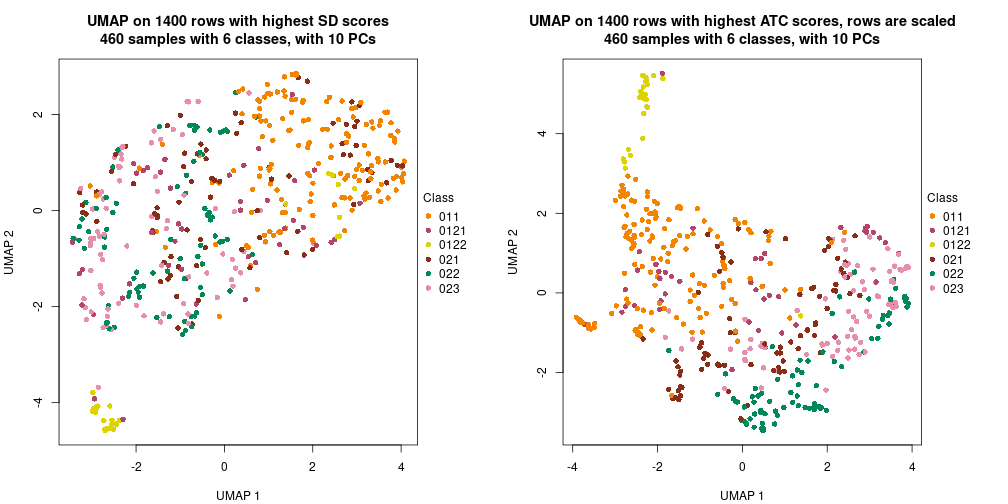 UMAP on 1400 rows with highest SD scores
460 samples with 6 classes, with 10 PCs
UMAP 2
2
0
-2
-4
-2
0
2
4
UMAP 1
Class
011
0121
0122
021
022
023
UMAP on 1400 rows with highest ATC scores, rows are scaled
460 samples with 6 classes, with 10 PCs
UMAP 2
4
2
0
-2
-4
-2
0
2
4
UMAP 1
Class
011
0121
0122
021
022
023